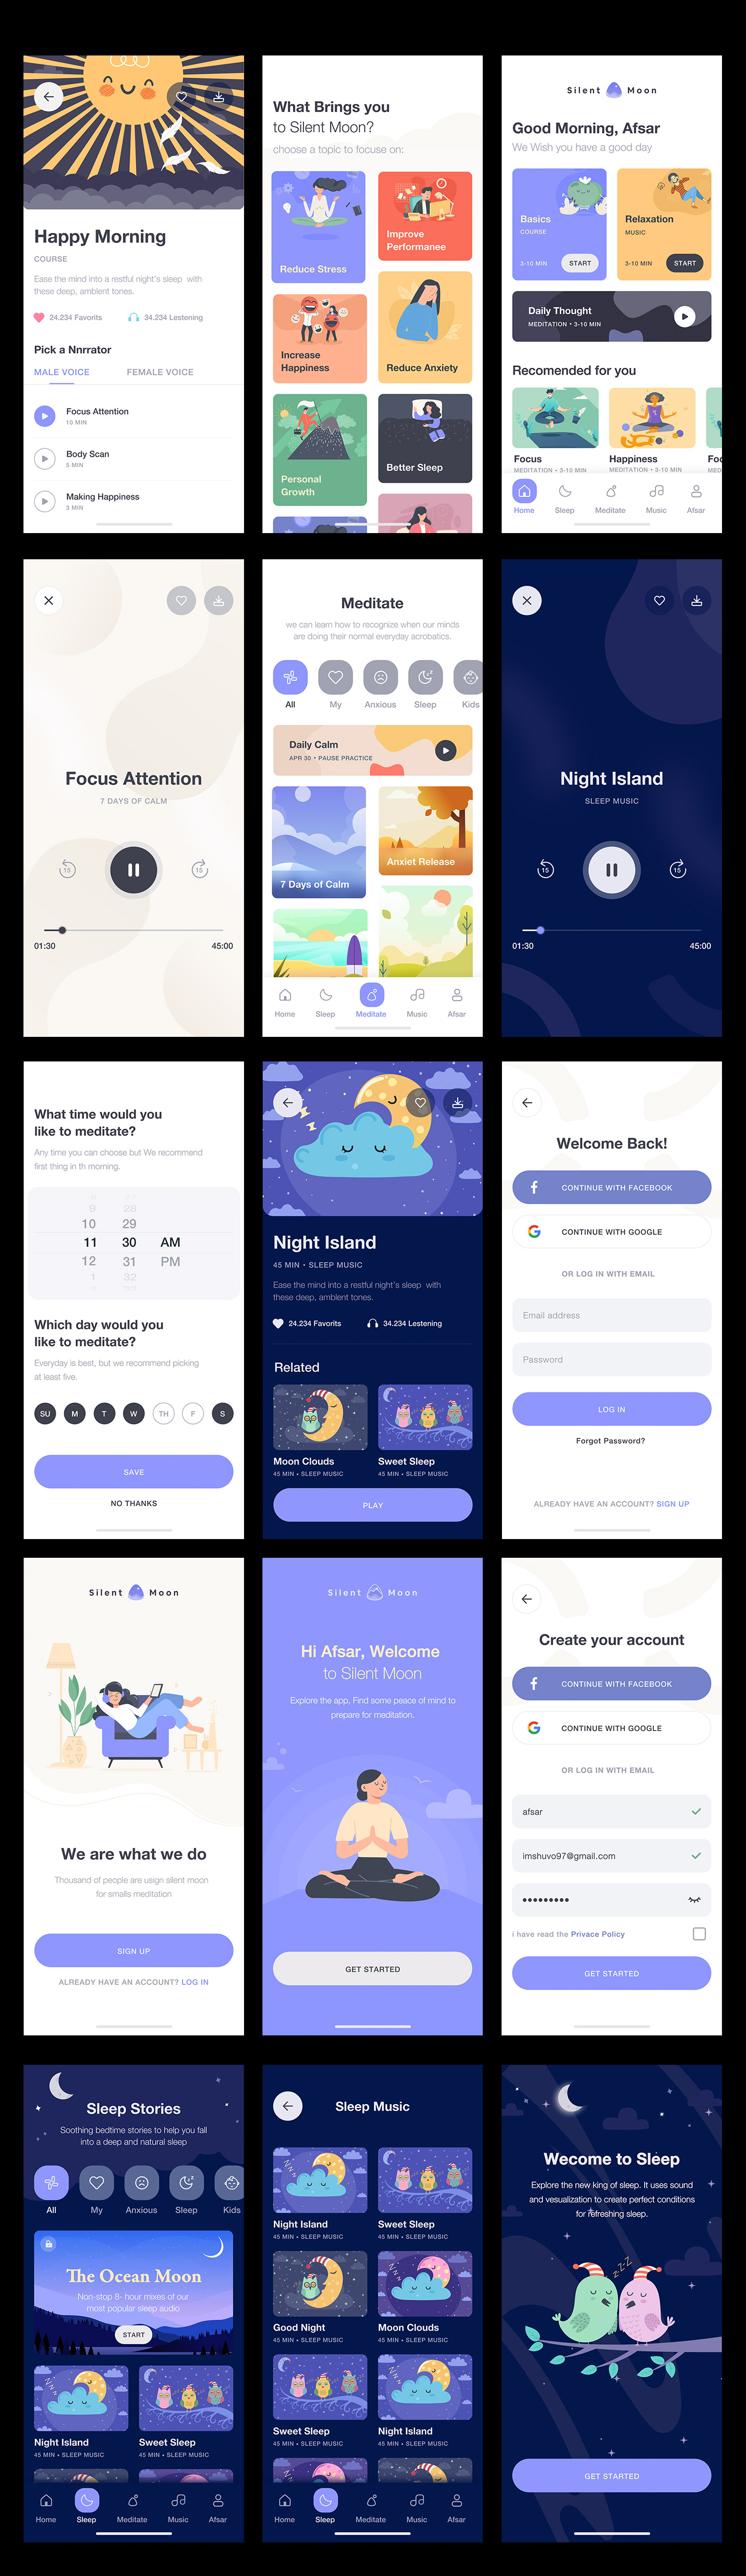 Happy Morning
COURSE
Ease the mind into a restful night's sleep with
these deep, amblent tones.
24.234 Favorits
34.234 Lestening
Pick a Nnrrator
MALE VOICE
FEMALE VOICE
Focus Attention
10 MIN
Body Scan
5 MIN
Making Happiness
3 MIN
What Brings you
to Silent Moon?
choose a topic to focus on:
Reduce Stress
Improve
Performanee
Increase
Happiness
Reduce Anxiety
Personal
Growth
Better Sleep
Silent Moon
Good Morning, Afsar
We Wish you have a good day
Basics
COURSE
3-10 MIN
START
Relaxation
MUSIC
3-10 MIN
START
Daily Thought
MEDITATION • 3-10 MIN
Recomended for you
Focus
MEDITATION • 3-10 MIN
Happiness
MEDITATION • 3-10 MIN
Foc
MED
Home
Sleep
Meditate
Music
Afsar
Focus Attention
7 DAYS OF CALM
15
15
01:30
45:00
Meditate
we can learn how to recognize when our minds
are doing their normal everyday acrobatics.
All
My
Anxious
Sleep
Kids
Daily Calm
APR 30 • PAUSE PRACTICE
7 Days of Calm
Anxiet Release
Home
Sleep
Meditate
Music
Afsar
Night Island
SLEEP MUSIC
15
15
01:30
45:00
What time would you
like to meditate?
Any time you can choose but We recommend
first thing in th morning.
9 28
10 29
11 30 AM
12 31 PM
1 32
Which day would you
like to meditate?
Everyday is best, but we recommend picking
at least five.
SU
M
T
W
TH
F
S
SAVE
NO THANKS
Night Island
45 MIN • SLEEP MUSIC
Ease the mind into a restful night's sleep with
these deep, amblent tones.
24.234 Favorits
34.234 Lestening
Related
Moon Clouds
45 MIN • SLEEP MUSIC
Sweet Sleep
45 MIN • SLEEP MUSIC
PLAY
Welcome Back!
CONTINUE WITH FACEBOOK
CONTINUE WITH GOOGLE
OR LOG IN WITH EMAIL
Email address
Password
LOG IN
Forgot Password?
ALREADY HAVE AN ACCOUNT? SIGN UP
Silent Moon
We are what we do
Thousand of people are usign silent moon
for smalls meditation
SIGN UP
ALREADY HAVE AN ACCOUNT? LOG IN
Silent Moon
Hi Afsar, Welcome
to Silent Moon
Explore the app, Find some peace of mind to
prepare for meditation.
GET STARTED
Create your account
CONTINUE WITH FACEBOOK
CONTINUE WITH GOOGLE
OR LOG IN WITH EMAIL
afsar
imshuvo97@gmail.com
i have read the Privace Policy
GET STARTED
Sleep Stories
Soothing bedtime stories to help you fall
into a deep and natural sleep
All
My
Anxious
Sleep
Kids
The Ocean Moon
Non-stop 8- hour mixes of our
most popular sleep audio
START
Night Island
45 MIN • SLEEP MUSIC
Sweet Sleep
45 MIN • SLEEP MUSIC
Home
Sleep
Meditate
Music
Afsar
Sleep Music
Night Island
45 MIN • SLEEP MUSIC
Sweet Sleep
45 MIN • SLEEP MUSIC
Good Night
45 MIN • SLEEP MUSIC
Moon Clouds
45 MIN • SLEEP MUSIC
Sweet Sleep
45 MIN • SLEEP MUSIC
Night Island
45 MIN • SLEEP MUSIC
Home
Sleep
Meditate
Music
Afsar
Wecome to Sleep
Explore the new king of sleep. It uses sound
and vesualization to create perfect conditions
for refreshing sleep.
zZZ
GET STARTED